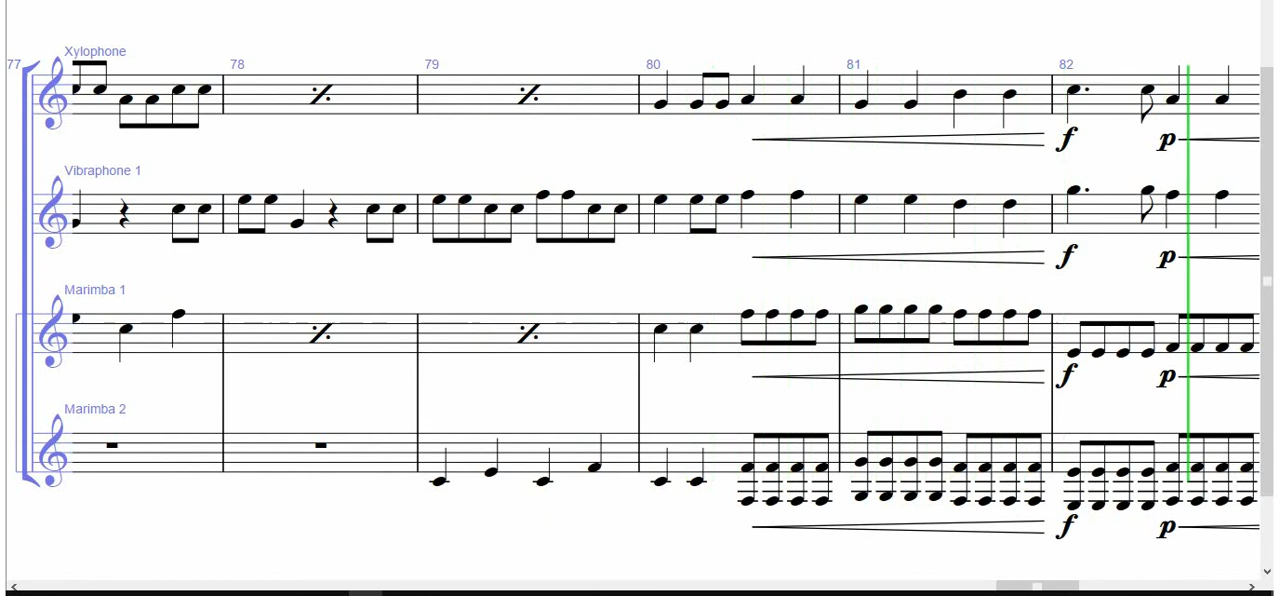 Xylophone
77 78 79 80 81 82
f p
Vibraphone 1
f p
Marimba 1
f p
Marimba 2
f p